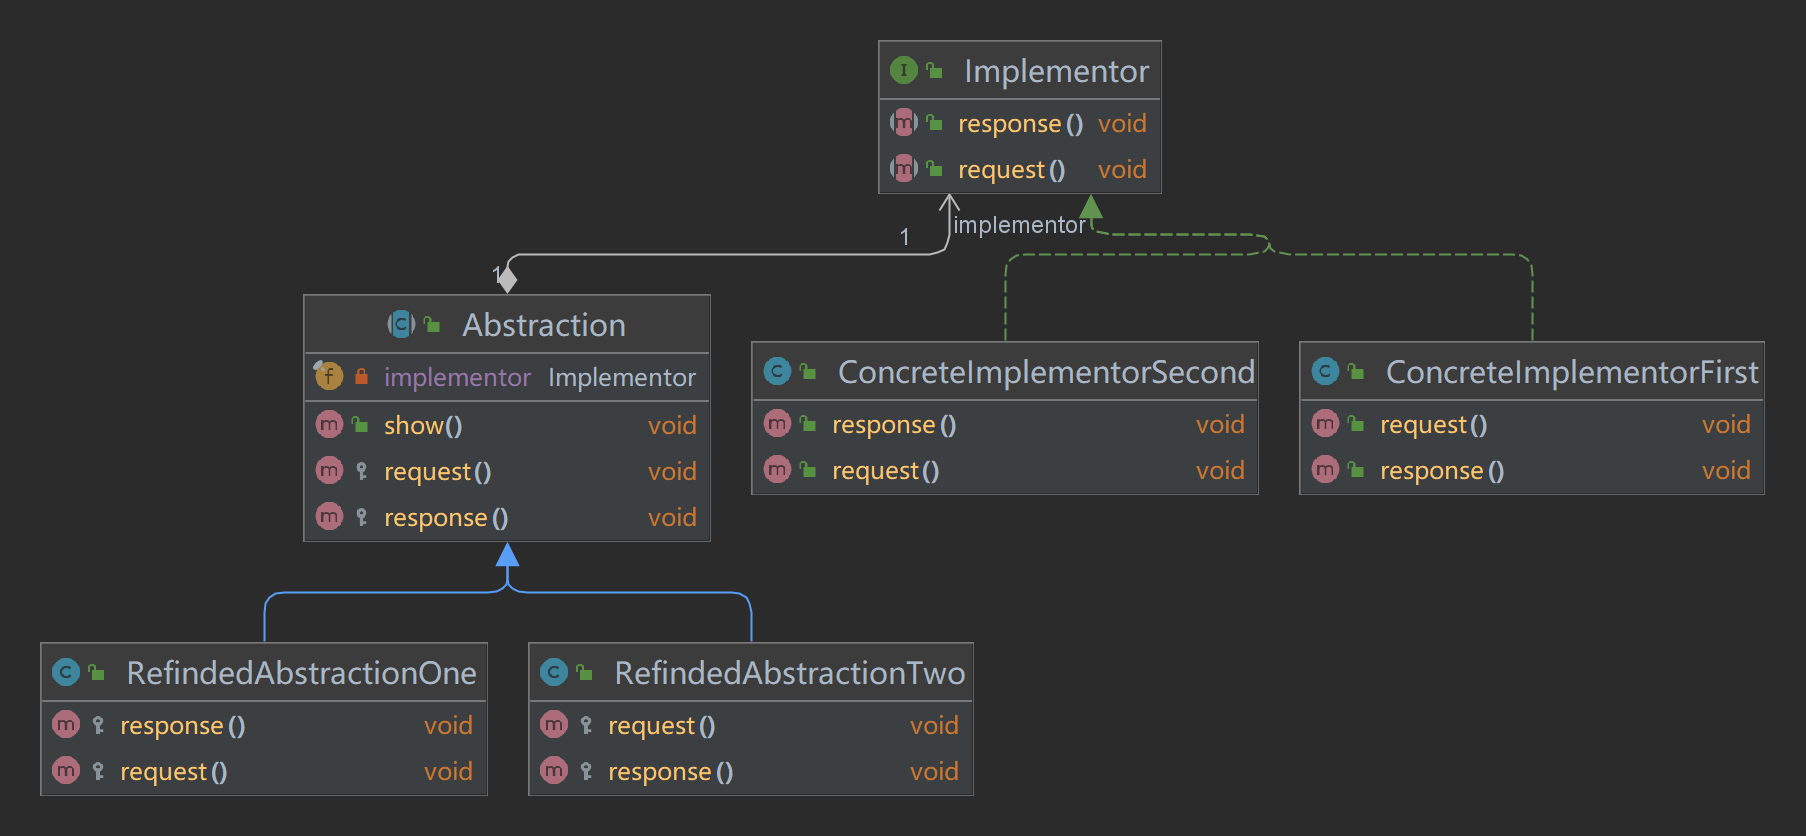 Implementor
response() void
request() void
implementor
1
1
Abstraction
implementor Implementor
show() void
request() void
response() void
ConcreteImplementorSecond
response() void
request() void
ConcreteImplementorFirst
request() void
response() void
RefindedAbstractionOne
response() void
request() void
RefindedAbstractionTwo
request() void
response() void